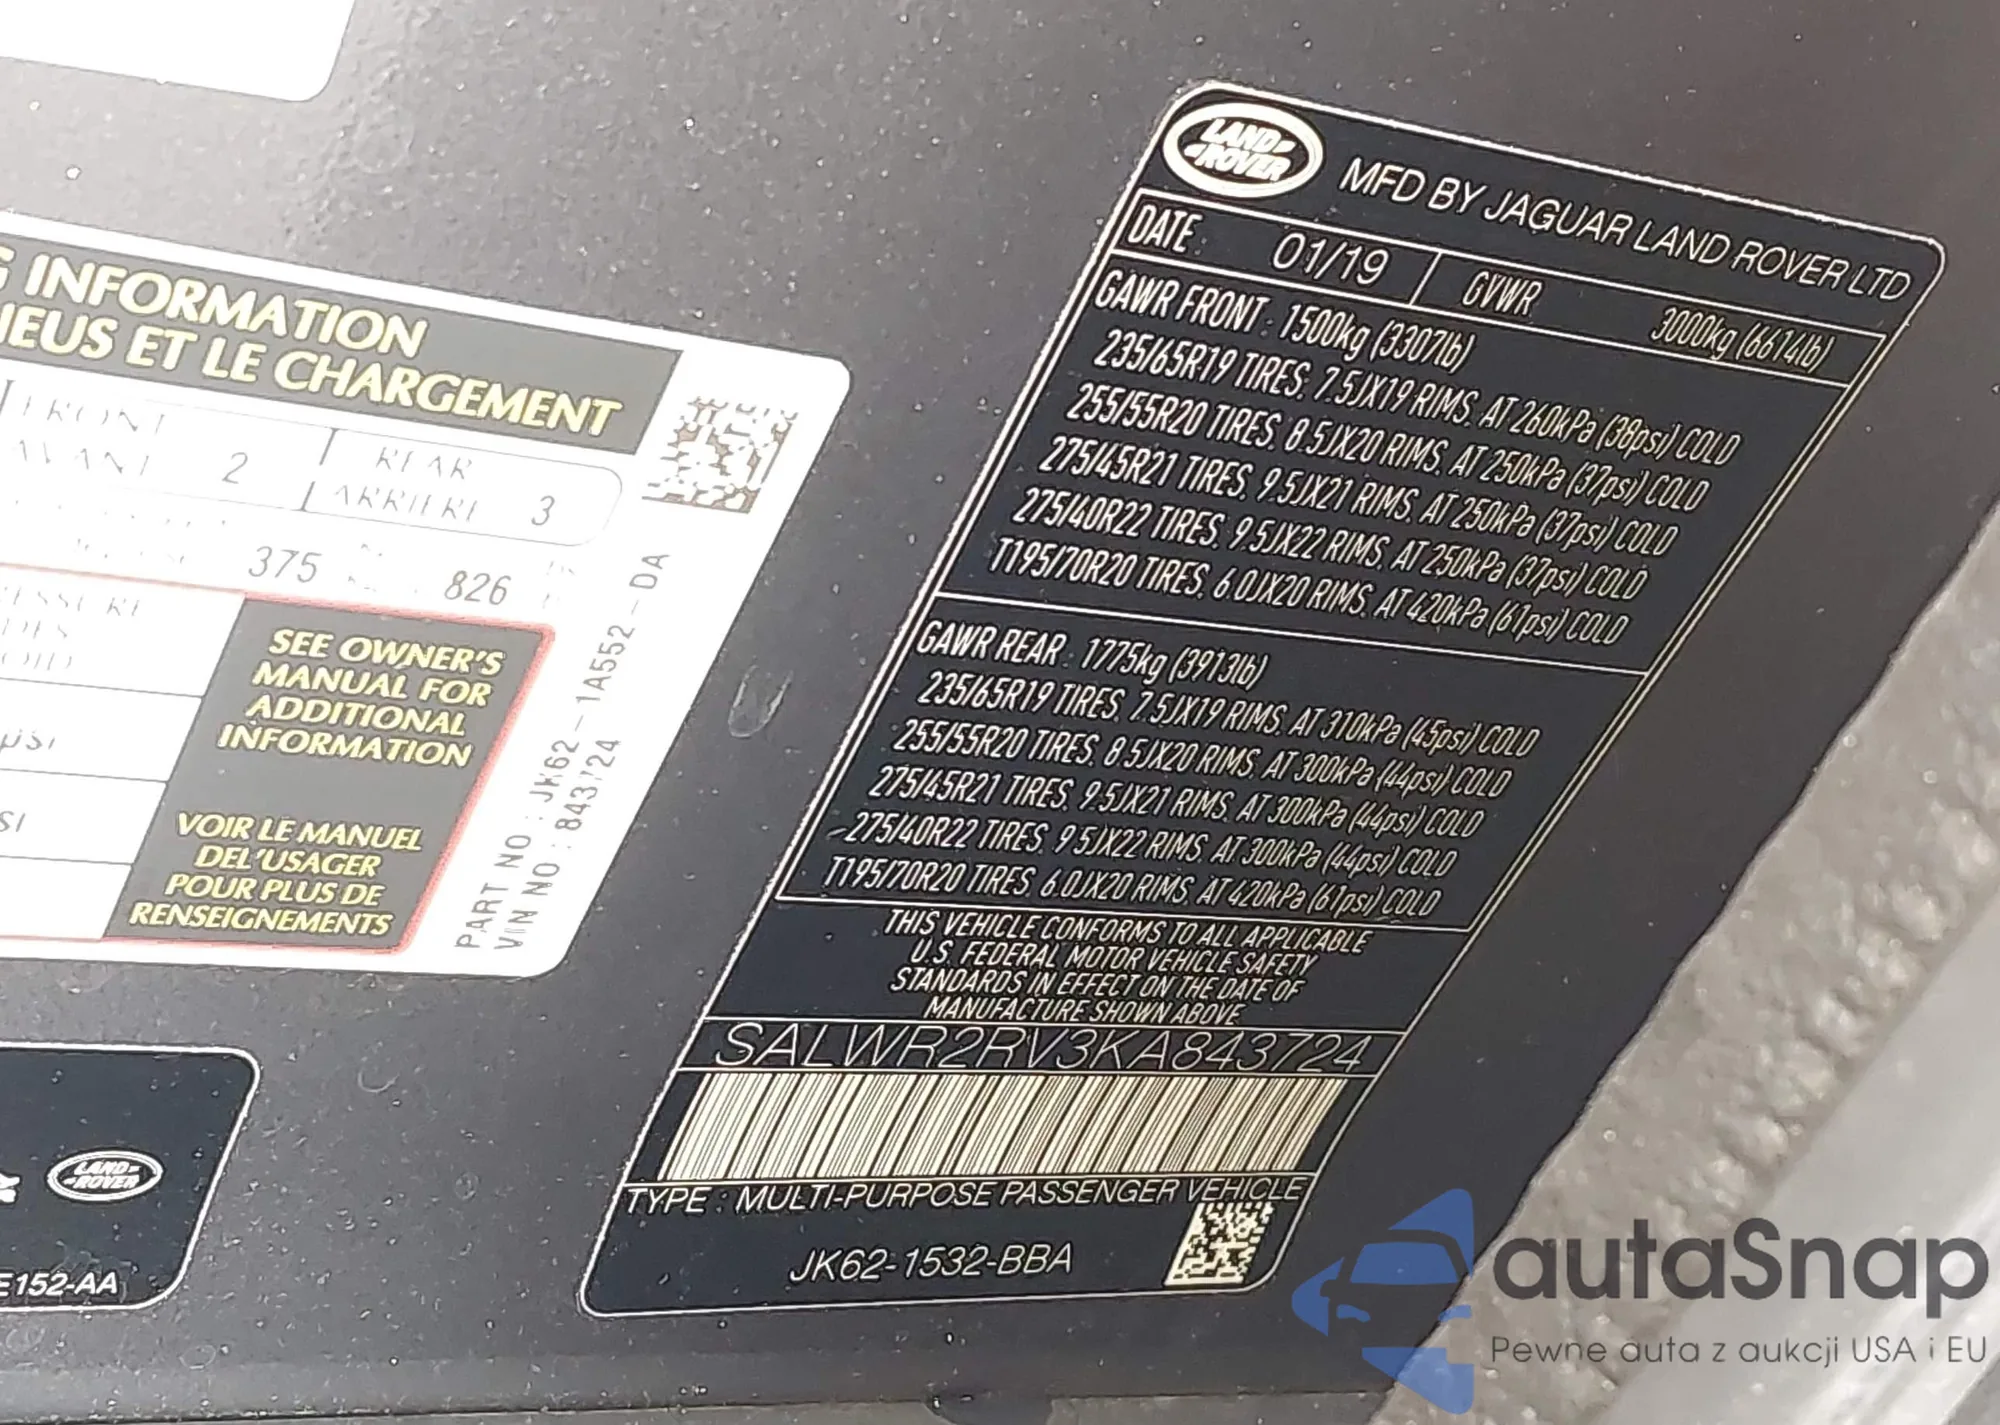 G INFORMATION
NEUS ET LE CHARGEMENT
FRONT
AVANT
2
REAR
ARRIERE
3
375
826
SEE OWNER'S
MANUAL FOR
ADDITIONAL
INFORMATION
VOIR LE MANUEL
DEL'USAGER
POUR PLUS DE
RENSEIGNEMENTS
psi
si
PART NO : JK62-1A552-DA
VIN NO : 843724
LAND ROVER
E152-AA
LAND ROVER
MFD BY JAGUAR LAND ROVER LTD
DATE : 01/19 GVWR 3000kg (6614lb)
GAWR FRONT : 1500kg (3307lb)
235/65R19 TIRES, 7.5JX19 RIMS, AT 260kPa (38psi) COLD
255/55R20 TIRES, 8.5JX20 RIMS, AT 250kPa (37psi) COLD
275/45R21 TIRES, 9.5JX21 RIMS, AT 250kPa (37psi) COLD
275/40R22 TIRES, 9.5JX22 RIMS, AT 250kPa (37psi) COLD
T195/70R20 TIRES, 6.0JX20 RIMS, AT 420kPa (61psi) COLD
GAWR REAR : 1775kg (3913lb)
235/65R19 TIRES, 7.5JX19 RIMS, AT 310kPa (45psi) COLD
255/55R20 TIRES, 8.5JX20 RIMS, AT 300kPa (44psi) COLD
275/45R21 TIRES, 9.5JX21 RIMS, AT 300kPa (44psi) COLD
275/40R22 TIRES, 9.5JX22 RIMS, AT 300kPa (44psi) COLD
T195/70R20 TIRES, 6.0JX20 RIMS, AT 420kPa (61psi) COLD
THIS VEHICLE CONFORMS TO ALL APPLICABLE
U.S. FEDERAL MOTOR VEHICLE SAFETY
STANDARDS IN EFFECT ON THE DATE OF
MANUFACTURE SHOWN ABOVE
SALWR2RV3KA843724
TYPE : MULTI-PURPOSE PASSENGER VEHICLE
JK62-1532-BBA
autaSnap
Pewne auta z aukcji USA i EU